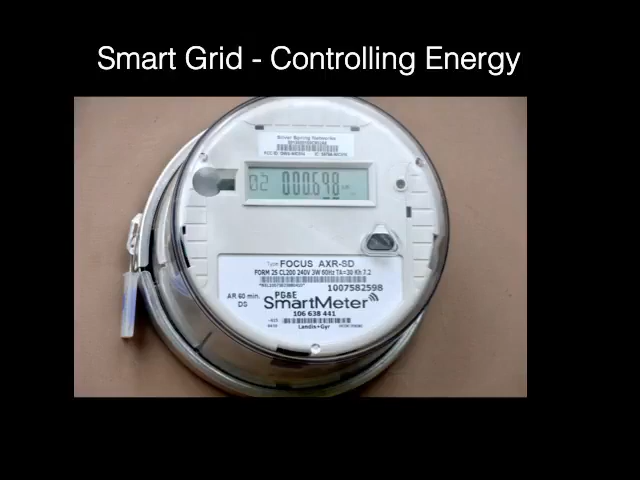 Smart Grid - Controlling Energy
Silver Spring Networks
02 000698
Type FOCUS AXR-SD
FORM 2S CL200 240V 3W 60Hz TA=30 Kh 7.2
1007582598
AR 60 min. PG&E
DS SmartMeter
106 638 441
Landis+Gyr